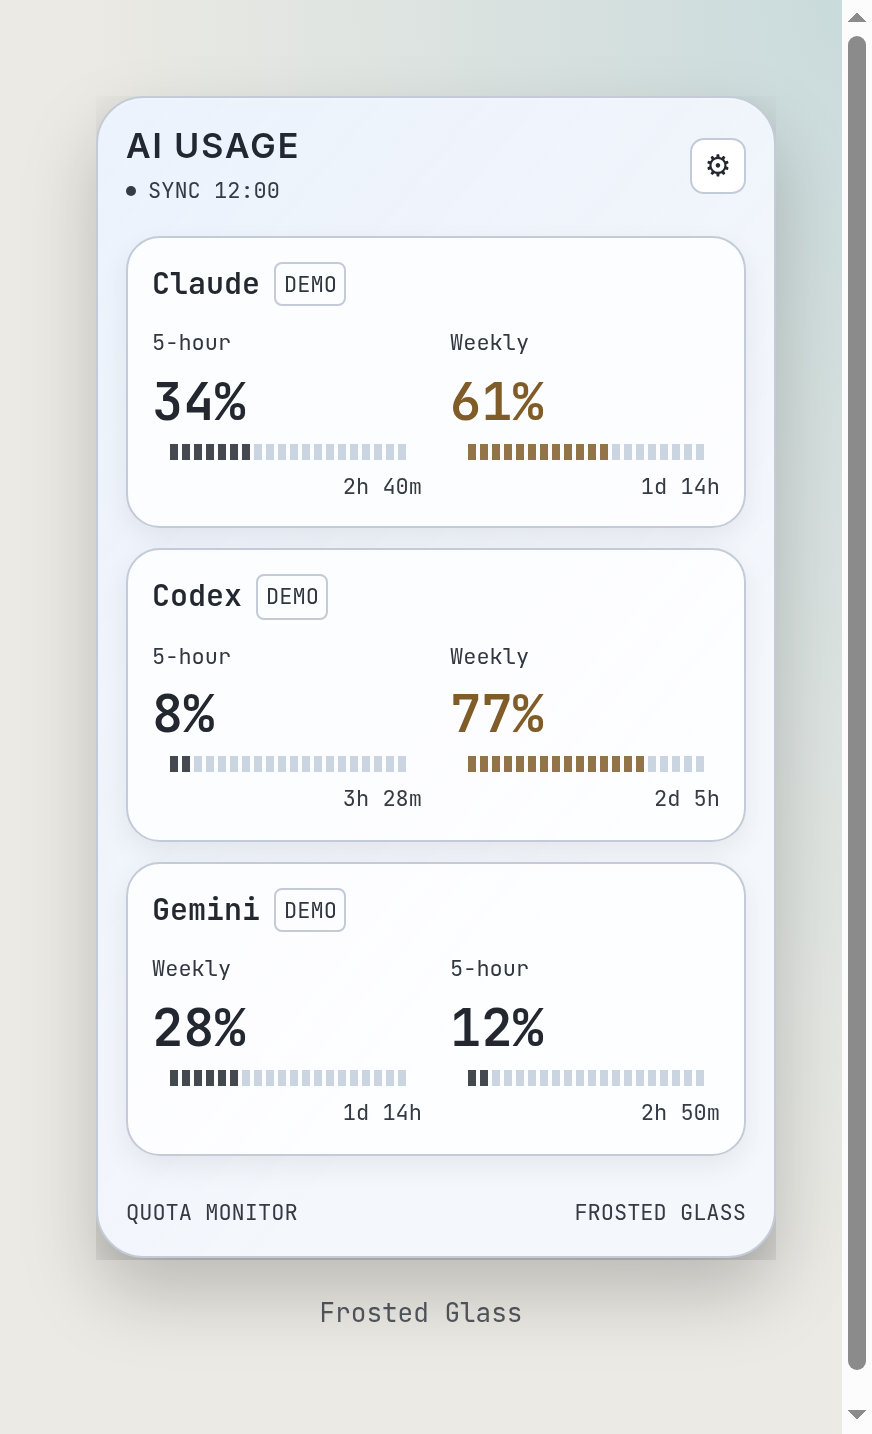 AI USAGE
SYNC 12:00
Claude DEMO
5-hour Weekly
34% 61%
2h 40m 1d 14h
Codex DEMO
5-hour Weekly
8% 77%
3h 28m 2d 5h
Gemini DEMO
Weekly 5-hour
28% 12%
1d 14h 2h 50m
QUOTA MONITOR FROSTED GLASS
Frosted Glass